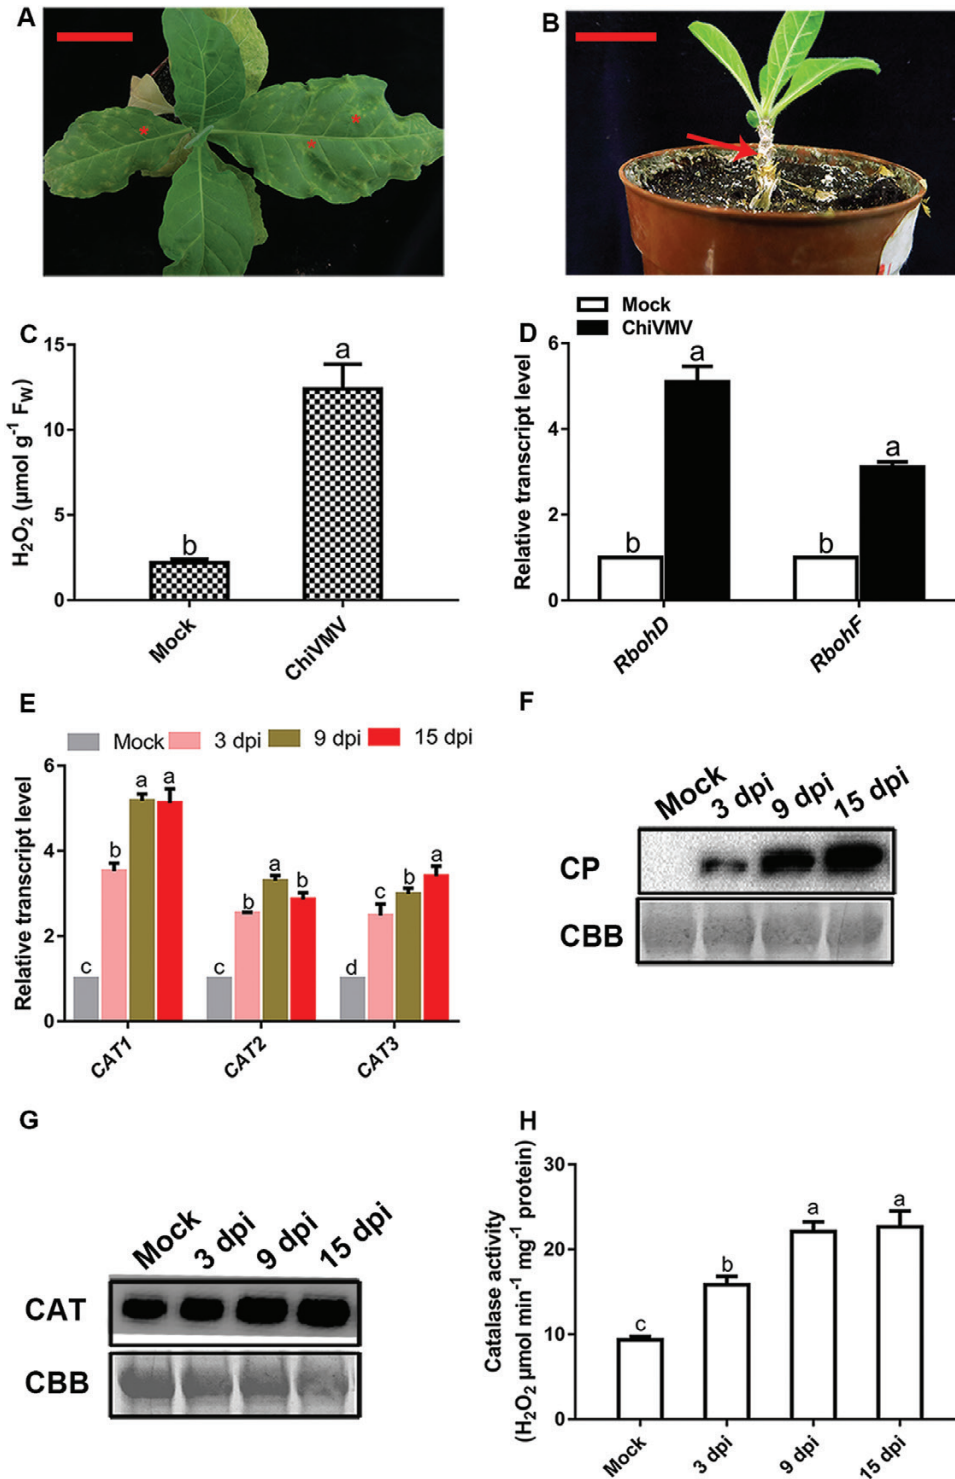 A
B
C
H₂O₂ (μmol g⁻¹ Fw)
15
10
5
0
b
a
Mock
ChiVMV
D
Mock
ChiVMV
Relative transcript level
6
4
2
0
b
a
b
a
RbohD
RbohF
E
Mock 3 dpi 9 dpi 15 dpi
Relative transcript level
6
4
2
0
c
b
a
a
c
b
a
b
d
c
b
a
CAT1
CAT2
CAT3
F
Mock
3 dpi
9 dpi
15 dpi
CP
CBB
G
Mock
3 dpi
9 dpi
15 dpi
CAT
CBB
H
Catalase activity
(H₂O₂ μmol min⁻¹ mg⁻¹ protein)
30
20
10
0
c
b
a
a
Mock
3 dpi
9 dpi
15 dpi